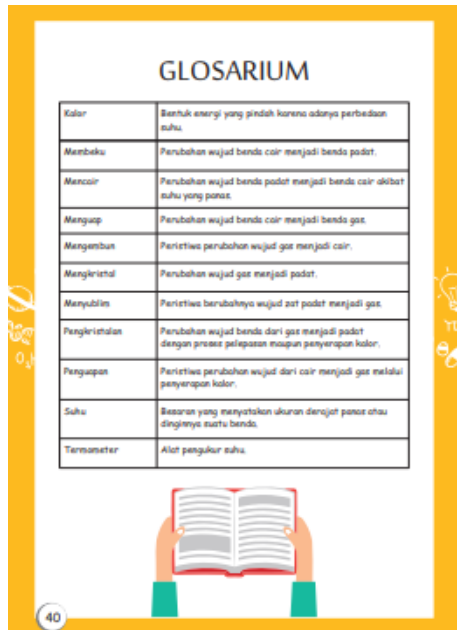 GLOSARIUM
Kalor
Bentuk energi yang pindah karena adanya perbedaan
suhu.
Membeku
Perubahan wujud benda cair menjadi benda padat.
Mencair
Perubahan wujud benda padat menjadi benda cair akibat
suhu yang panas.
Menguap
Perubahan wujud benda cair menjadi benda gas.
Mengembun
Peristiwa perubahan wujud gas menjadi cair.
Mengkristal
Perubahan wujud gas menjadi padat.
Menyublim
Peristiwa berubahnya wujud zat padat menjadi gas.
Pengkristalan
Perubahan wujud benda dari gas menjadi padat
dengan proses pelepasan maupun penyerapan kalor.
Penguapan
Peristiwa perubahan wujud dari cair menjadi gas melalui
penyerapan kalor.
Suhu
Besaran yang menyatakan ukuran derajat panas atau
dinginnya suatu benda.
Termometer
Alat pengukur suhu.
40